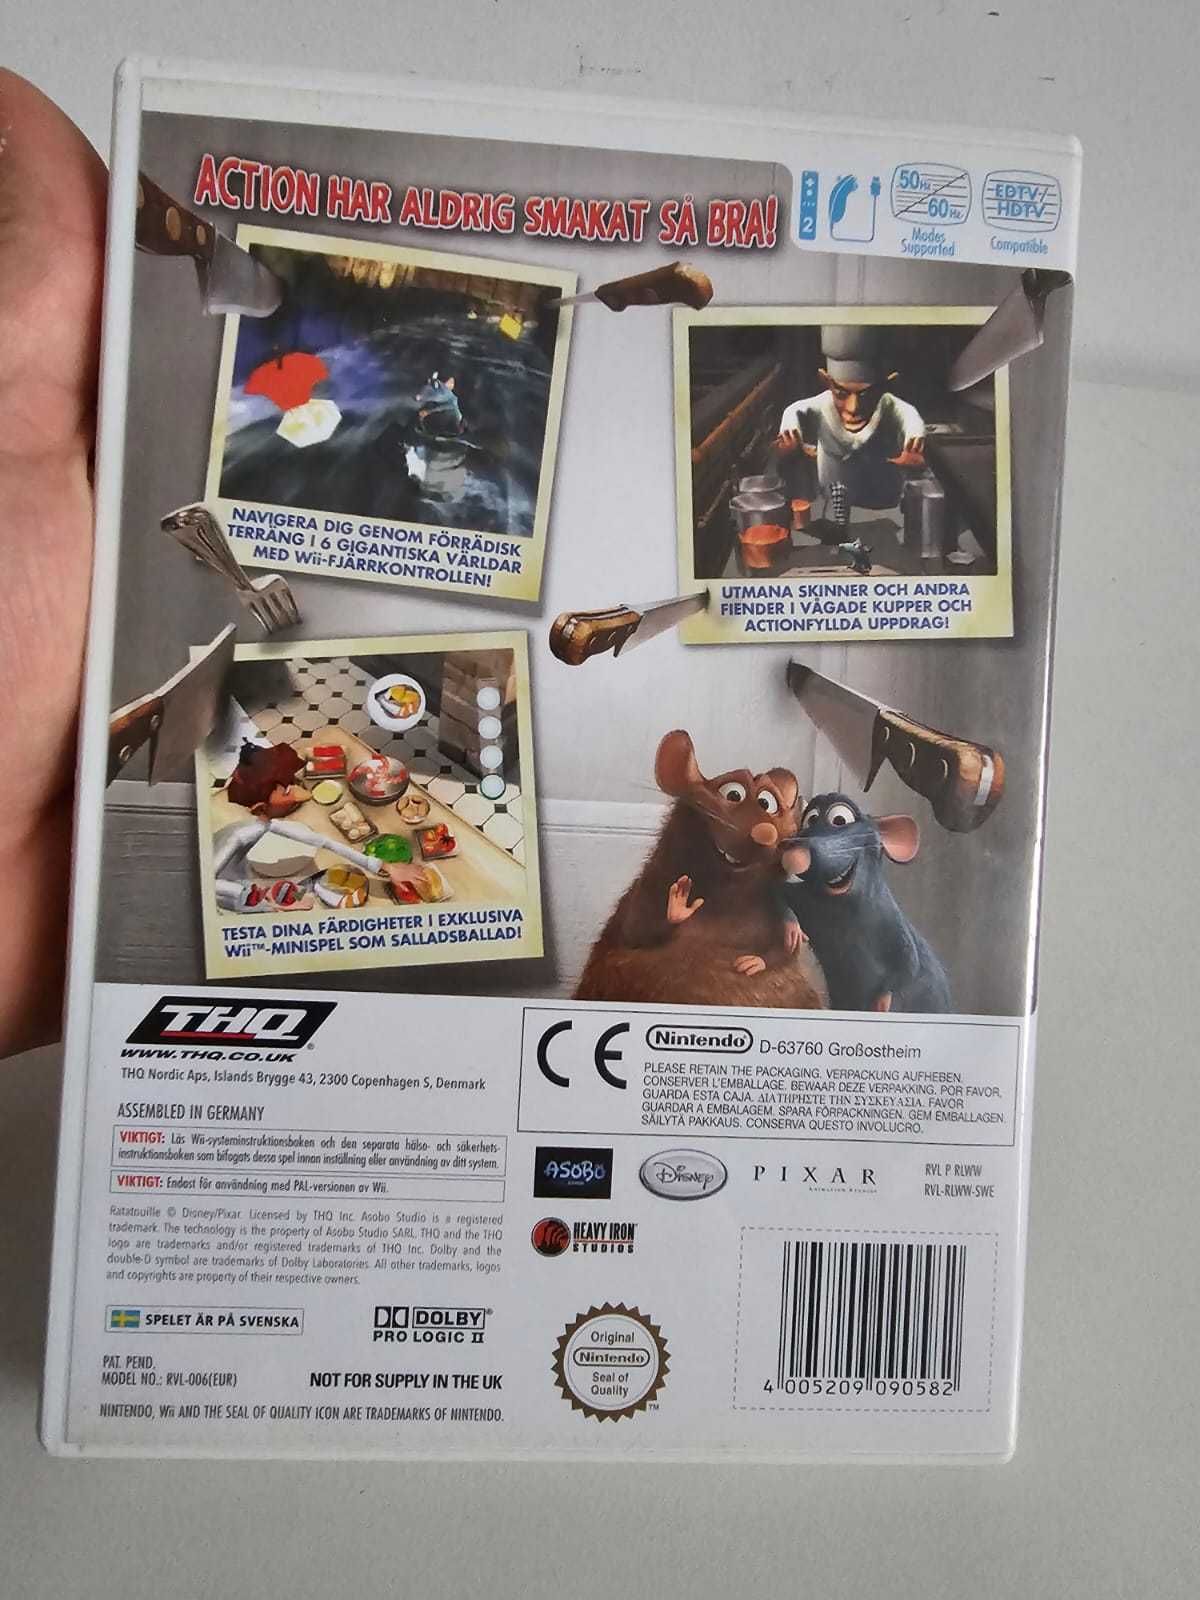 ACTION HAR ALDRIG SMAKAT SÅ BRA!
2
50Hz
60Hz
Modes
Supported
EDTV/
HDTV
Compatible
NAVIGERA DIG GENOM FÖRRÄDISK
TERRÄNG I 6 GIGANTISKA VÄRLDAR
MED Wii-FJÄRRKONTROLLEN!
UTMANA SKINNER OCH ANDRA
FIENDER I VÅGADE KUPPER OCH
ACTIONFYLLDA UPPDRAG!
TESTA DINA FÄRDIGHETER I EXKLUSIVA
Wii™-MINISPEL SOM SALLADSBALLAD!
THQ®
WWW.THQ.CO.UK
THQ Nordic Aps, Islands Brygge 43, 2300 Copenhagen S, Denmark
ASSEMBLED IN GERMANY
VIKTIGT: Läs Wii-systeminstruktionsboken och den separata hälso- och säkerhets-
instruktionsboken som bifogats dessa spel innan inställning eller användning av ditt system.
VIKTIGT: Endast för användning med PAL-versionen av Wii.
Ratatouille © Disney/Pixar. Licensed by THQ Inc. Asobo Studio is a registered
trademark. The technology is the property of Asobo Studio SARL. THQ and the THQ
logo are trademarks and/or registered trademarks of THQ Inc. Dolby and the
double-D symbol are trademarks of Dolby Laboratories. All other trademarks, logos
and copyrights are property of their respective owners.
SPELET ÄR PÅ SVENSKA
DOLBY®
PRO LOGIC II
PAT. PEND.
MODEL NO.: RVL-006(EUR)
NOT FOR SUPPLY IN THE UK
NINTENDO, Wii AND THE SEAL OF QUALITY ICON ARE TRADEMARKS OF NINTENDO.
CE
Nintendo® D-63760 Großostheim
PLEASE RETAIN THE PACKAGING. VERPACKUNG AUFHEBEN.
CONSERVER L'EMBALLAGE. BEWAAR DEZE VERPAKKING. POR FAVOR,
GUARDA ESTA CAJA. ΔΙΑΤΗΡΗΣΤΕ ΤΗΝ ΣΥΣΚΕΥΑΣΙΑ. FAVOR
GUARDAR A EMBALAGEM. SPARA FÖRPACKNINGEN. GEM EMBALLAGEN.
SÄILYTÄ PAKKAUS. CONSERVA QUESTO INVOLUCRO.
ASOBO
STUDIO
Disney
PIXAR
ANIMATION STUDIOS
RVL P RLWW
RVL-RLWW-SWE
HEAVY IRON
STUDIOS
Original
Nintendo®
Seal of
Quality
TM
4 005209 090582